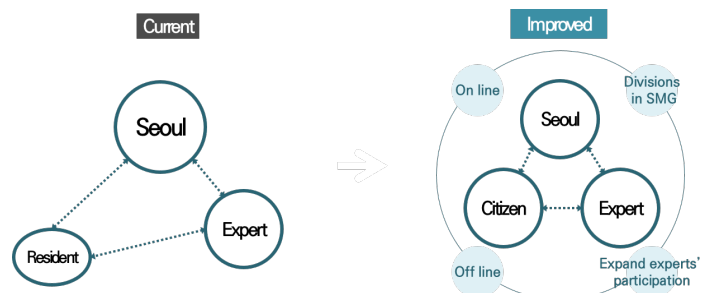 Current
Improved
Seoul
Expert
Resident
On line
Divisions
in SMG
Seoul
Citizen
Expert
Off line
Expand experts'
participation